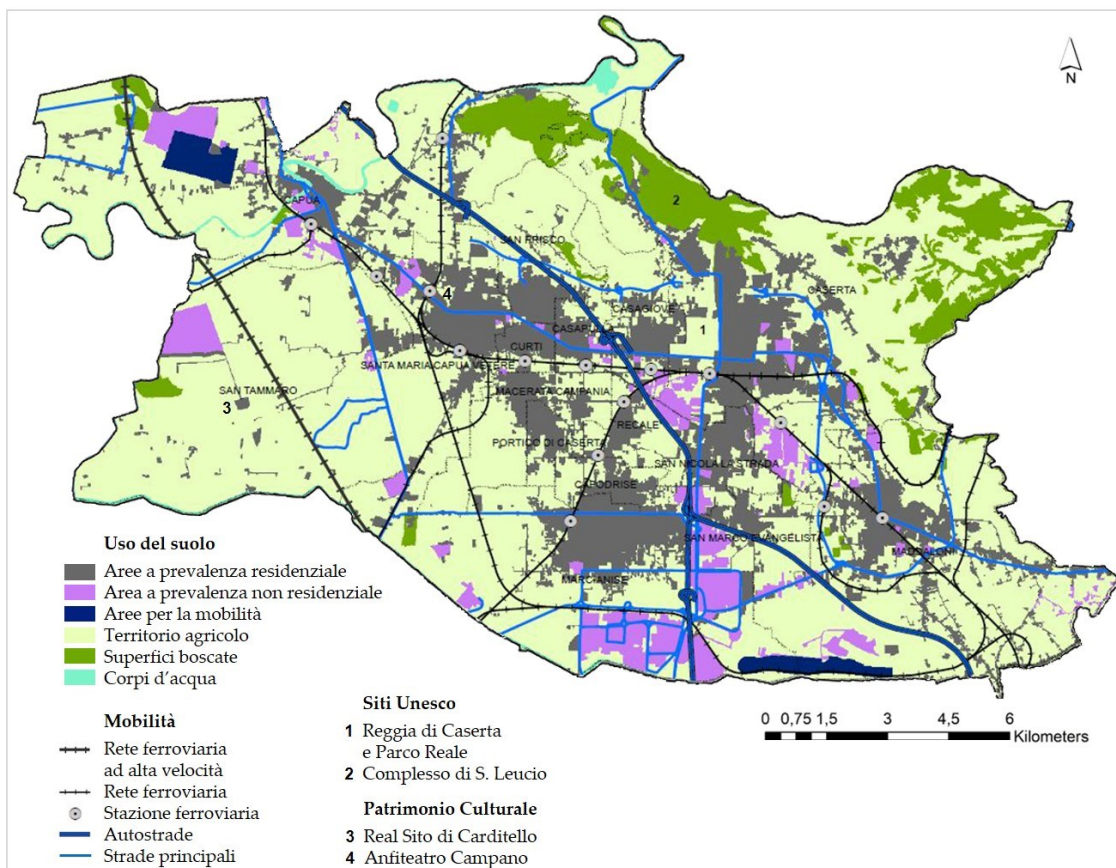 N
2
CAPUA
SAN PRISCO
4
CASERTA
CASAGIOVE
1
CASAPULLA
CURTI
SANTA MARIA CAPUA VETERE
SAN TAMMARO
MACERATA CAMPANIA
3
RECALE
PORTICO DI CASERTA
SAN NICOLA LA STRADA
CAPODRISE
SAN MARCO EVANGELISTA
MADDALONI
MARCIANISE
Uso del suolo
Aree a prevalenza residenziale
Area a prevalenza non residenziale
Aree per la mobilità
Territorio agricolo
Superfici boscate
Corpi d'acqua
Mobilità
Rete ferroviaria
ad alta velocità
Rete ferroviaria
Stazione ferroviaria
Autostrade
Strade principali
Siti Unesco
1 Reggia di Caserta
e Parco Reale
2 Complesso di S. Leucio
Patrimonio Culturale
3 Real Sito di Carditello
4 Anfiteatro Campano
0 0,75 1,5 3 4,5 6
Kilometers